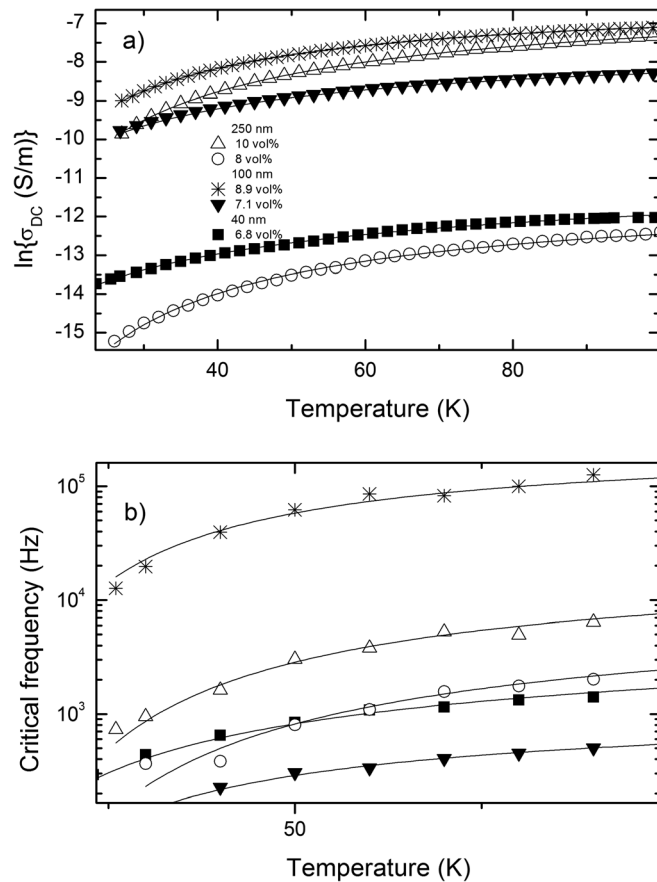 a)
-7
-8
-9
-10
-11
-12
-13
-14
-15
ln{σDC (S/m)}
250 nm
10 vol%
8 vol%
100 nm
8.9 vol%
7.1 vol%
40 nm
6.8 vol%
40 60 80
Temperature (K)
b)
10^5
10^4
10^3
Critical frequency (Hz)
50
Temperature (K)